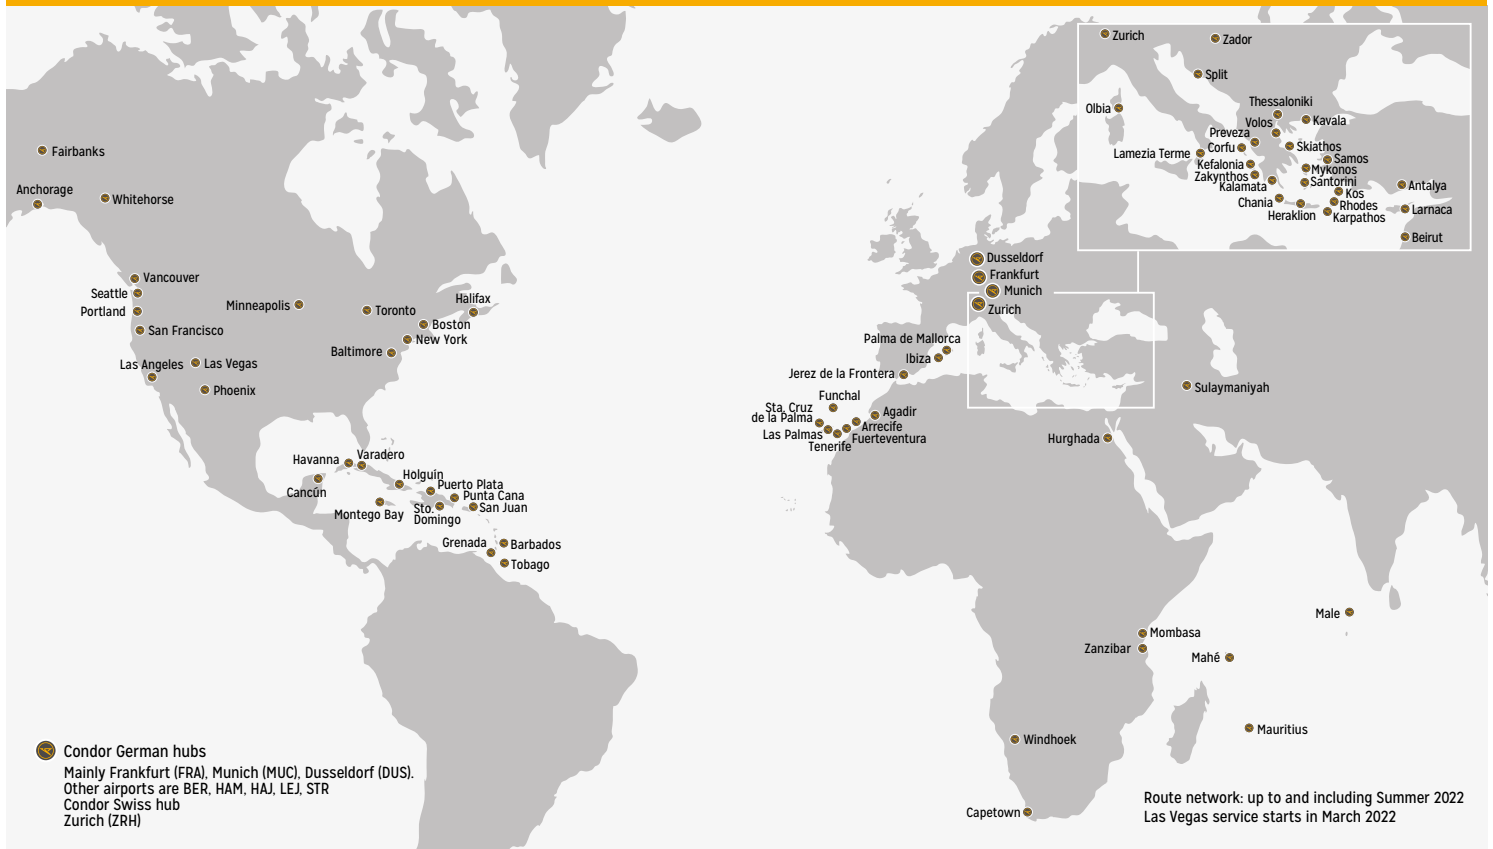 Zurich
Zador
Split
Olbia
Thessaloniki
Volos
Kavala
Preveza
Corfu
Skiathos
Lamezia Terme
Samos
Kefalonia
Mykonos
Zakynthos
Santorini
Kalamata
Antalya
Kos
Chania
Rhodes
Larnaca
Heraklion
Karpathos
Beirut
Fairbanks
Anchorage
Whitehorse
Vancouver
Seattle
Portland
San Francisco
Minneapolis
Toronto
Halifax
Boston
New York
Baltimore
Los Angeles
Las Vegas
Phoenix
Dusseldorf
Frankfurt
Munich
Zurich
Palma de Mallorca
Ibiza
Jerez de la Frontera
Sulaymaniyah
Funchal
Sta. Cruz
de la Palma
Agadir
Arrecife
Las Palmas
Fuerteventura
Tenerife
Hurghada
Havanna
Varadero
Cancún
Holguín
Puerto Plata
Punta Cana
San Juan
Montego Bay
Sto.
Domingo
Grenada
Barbados
Tobago
Male
Mombasa
Zanzibar
Mahé
Mauritius
Windhoek
Capetown
Condor German hubs
Mainly Frankfurt (FRA), Munich (MUC), Dusseldorf (DUS).
Other airports are BER, HAM, HAJ, LEJ, STR
Condor Swiss hub
Zurich (ZRH)
Route network: up to and including Summer 2022
Las Vegas service starts in March 2022